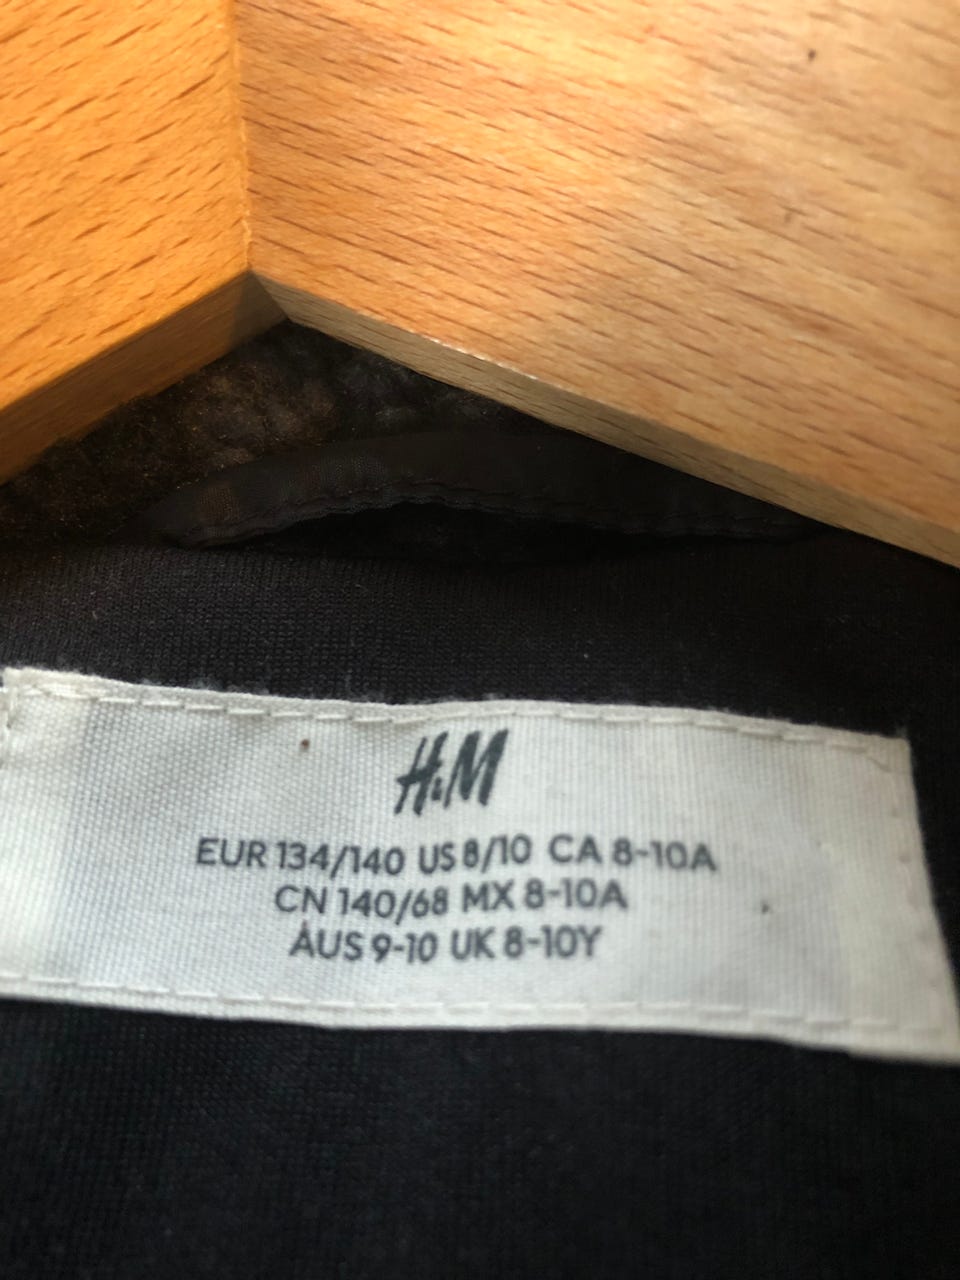 H&M
EUR 134/140 US 8/10 CA 8-10A
CN 140/68 MX 8-10A
AUS 9-10 UK 8-10Y